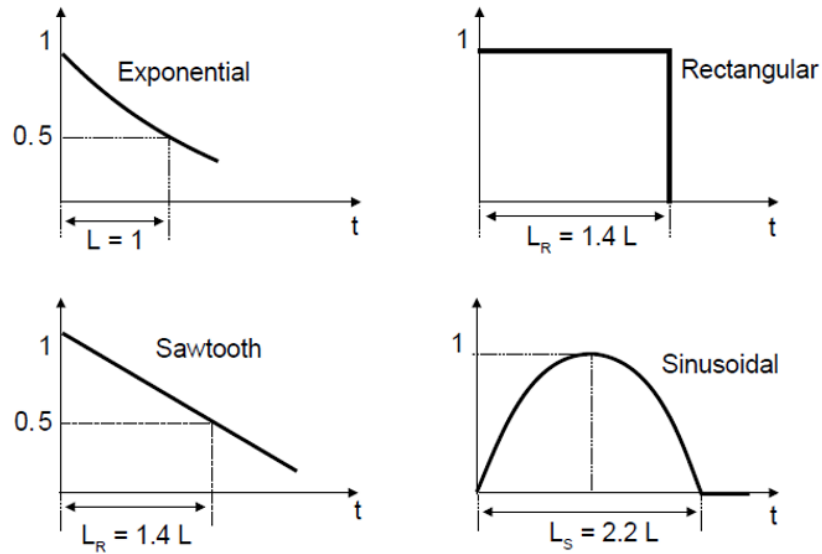 1
Exponential
0.5
t
L = 1
1
Rectangular
t
L_R = 1.4 L
1
Sawtooth
0.5
t
L_R = 1.4 L
1
Sinusoidal
t
L_S = 2.2 L